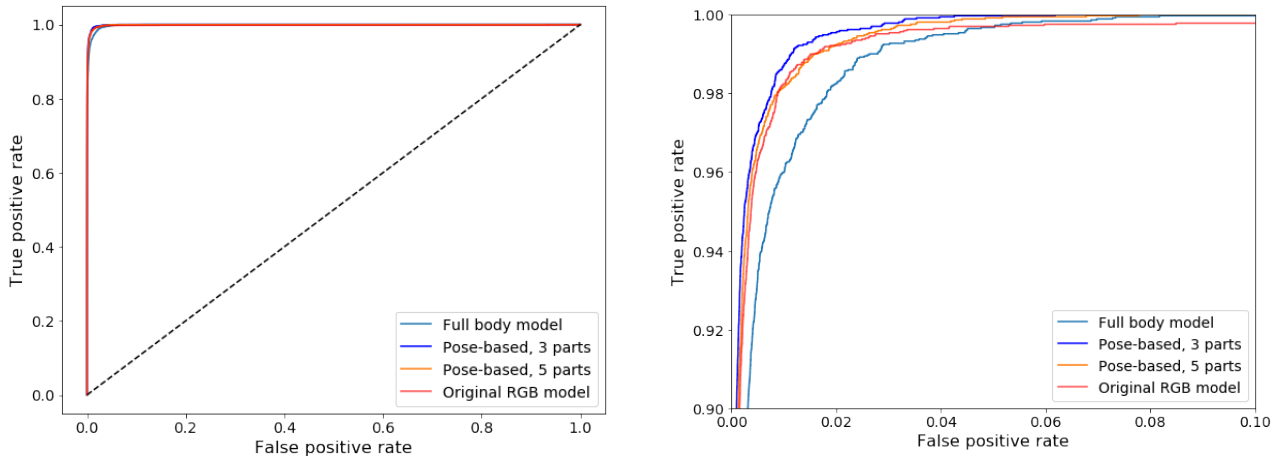 1.0
0.8
0.6
0.4
0.2
0.0
True positive rate
0.0 0.2 0.4 0.6 0.8 1.0
False positive rate
Full body model
Pose-based, 3 parts
Pose-based, 5 parts
Original RGB model
1.00
0.98
0.96
0.94
0.92
0.90
True positive rate
0.00 0.02 0.04 0.06 0.08 0.10
False positive rate
Full body model
Pose-based, 3 parts
Pose-based, 5 parts
Original RGB model